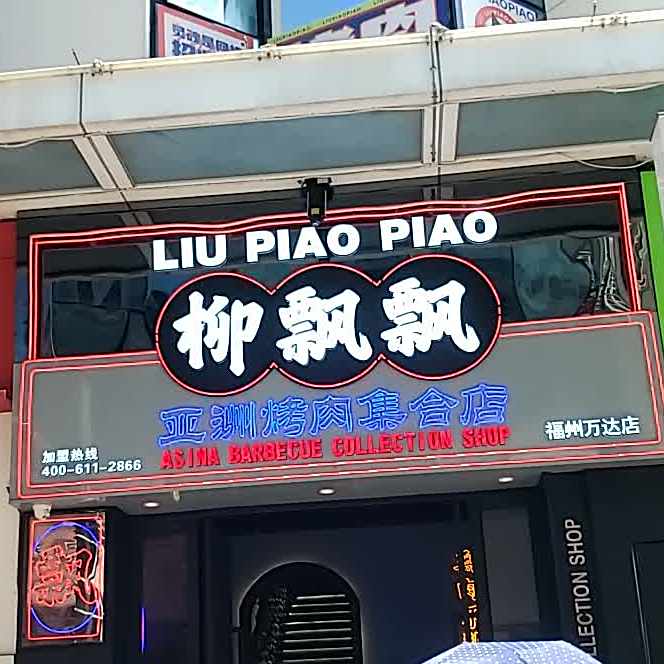 LIU PIAO PIAO
柳飘飘
亚洲烤肉集合店
ASINA BARBECUE COLLECTION SHOP
福州万达店
加盟热线
400-611-2866
飘
COLLECTION SHOP